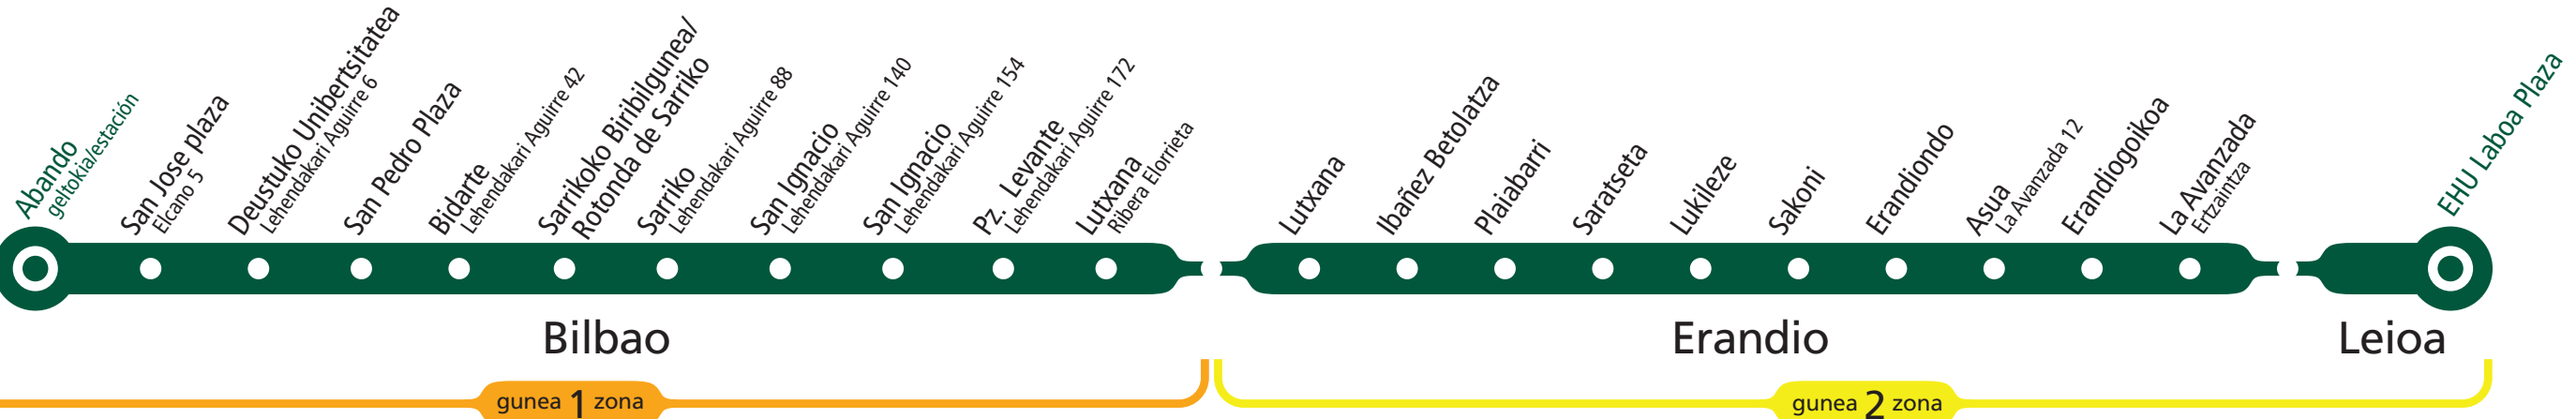 Abando
geltokia/estación
San Jose plaza
Elcano 5
Deustuko Unibertsitatea
Lehendakari Aguirre 6
San Pedro Plaza
Bidarte
Lehendakari Aguirre 42
Sarrikoko Biribilgunea/
Rotonda de Sarriko
Sarriko
Lehendakari Aguirre 88
San Ignacio
Lehendakari Aguirre 140
San Ignacio
Lehendakari Aguirre 154
Pz. Levante
Lehendakari Aguirre 172
Lutxana
Ribera Elorrieta
Lutxana
Ibañez Betolatza
Plaiabarri
Saratseta
Lukileze
Sakoni
Erandiondo
Asua
La Avanzada 12
Erandiogoikoa
La Avanzada
Ertzaintza
EHU Laboa Plaza
Bilbao
Erandio
Leioa
gunea 1 zona
gunea 2 zona